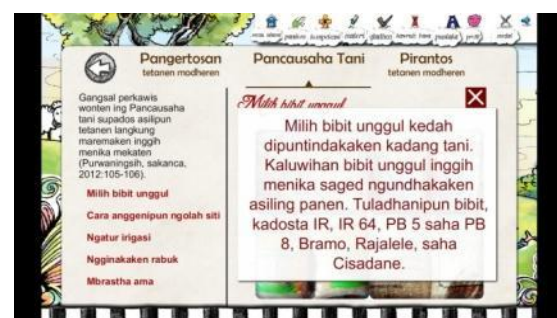 Pangertosan
tetanen modheren
Pancausaha Tani
Pirantos
tetanen modheren
Gangsal perkawis
wonten ing Pancausaha
tani supados asilipun
tetanen langkung
maremaken inggih
menika mekaten
(Purwaningsih, sakanca,
2012:105-106).
Milih bibit unggul
Cara anggenipun ngolah siti
Ngatur irigasi
Ngginakaken rabuk
Mbrastha ama
Milih bibit unggul
X
Milih bibit unggul kedah
dipuntindakaken kadang tani.
Kaluwihan bibit unggul inggih
menika saged ngundhakaken
asiling panen. Tuladhanipun bibit,
kadosta IR, IR 64, PB 5 saha PB
8, Bramo, Rajalele, saha
Cisadane.